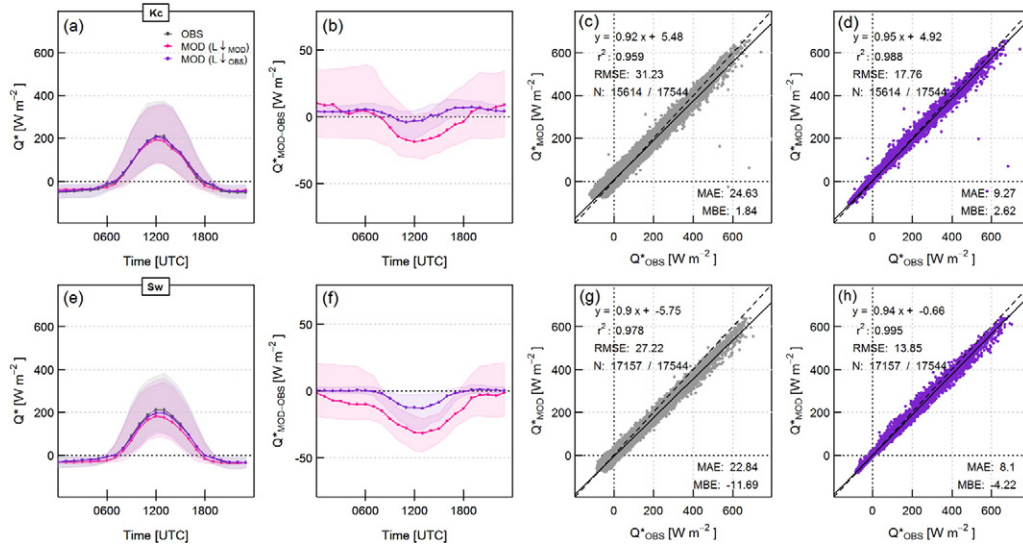 Kc
(a)
OBS
MOD (L↓MOD)
MOD (L↓OBS)
600
400
200
0
Q* [W m-2]
0600 1200 1800
Time [UTC]
(b)
50
0
-50
Q*MOD-OBS [W m-2]
0600 1200 1800
Time [UTC]
(c)
y = 0.92 x + 5.48
r2: 0.959
RMSE: 31.23
N: 15614 / 17544
MAE: 24.63
MBE: 1.84
600
400
200
0
Q*MOD [W m-2]
0 200 400 600
Q*OBS [W m-2]
(d)
y = 0.95 x + 4.92
r2: 0.988
RMSE: 17.76
N: 15614 / 17544
MAE: 9.27
MBE: 2.62
600
400
200
0
Q*MOD [W m-2]
0 200 400 600
Q*OBS [W m-2]
Sw
(e)
600
400
200
0
Q* [W m-2]
0600 1200 1800
Time [UTC]
(f)
50
0
-50
Q*MOD-OBS [W m-2]
0600 1200 1800
Time [UTC]
(g)
y = 0.9 x + -5.75
r2: 0.978
RMSE: 27.22
N: 17157 / 17544
MAE: 22.84
MBE: -11.69
600
400
200
0
Q*MOD [W m-2]
0 200 400 600
Q*OBS [W m-2]
(h)
y = 0.94 x + -0.66
r2: 0.995
RMSE: 13.85
N: 17157 / 17544
MAE: 8.1
MBE: -4.22
600
400
200
0
Q*MOD [W m-2]
0 200 400 600
Q*OBS [W m-2]